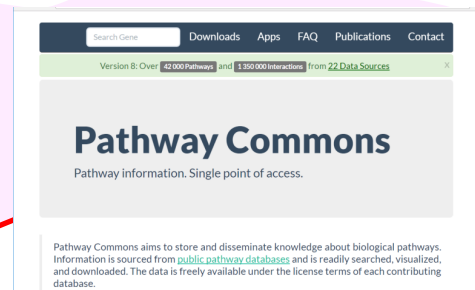 Search Gene Downloads Apps FAQ Publications Contact
Version 8: Over 42 000 Pathways and 1 350 000 Interactions from 22 Data Sources x
Pathway Commons
Pathway information. Single point of access.
Pathway Commons aims to store and disseminate knowledge about biological pathways.
Information is sourced from public pathway databases and is readily searched, visualized,
and downloaded. The data is freely available under the license terms of each contributing
database.